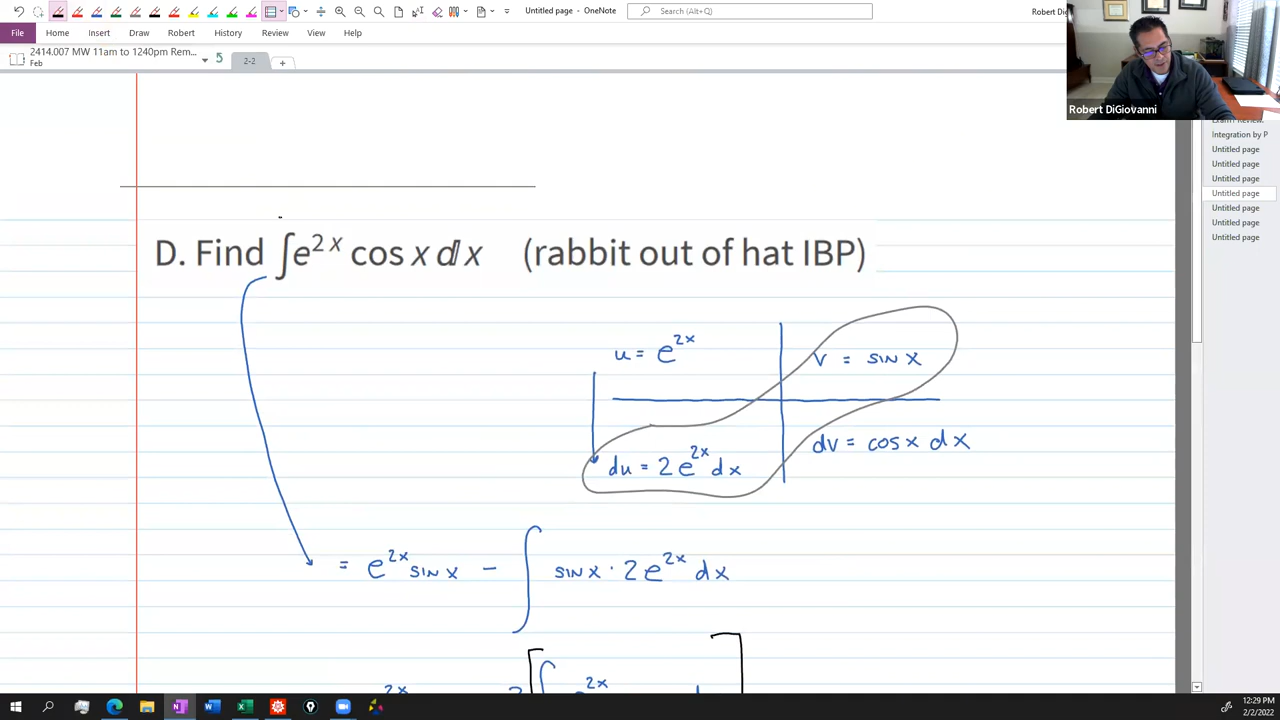 Untitled page - OneNote
Search (Alt+Q)
Robert Dig
File Home Insert Draw Robert History Review View Help
2414.007 MW 11am to 1240pm Rem...
Feb
5
2-2
Robert DiGiovanni
Integration by P
Untitled page
Untitled page
Untitled page
Untitled page
Untitled page
Untitled page
Untitled page
D. Find ∫e^{2x} cos x dx (rabbit out of hat IBP)
u = e^{2x} v = sin x
du = 2e^{2x} dx dv = cos x dx
= e^{2x} sin x - ∫ sin x · 2e^{2x} dx
12:29 PM
2/2/2022